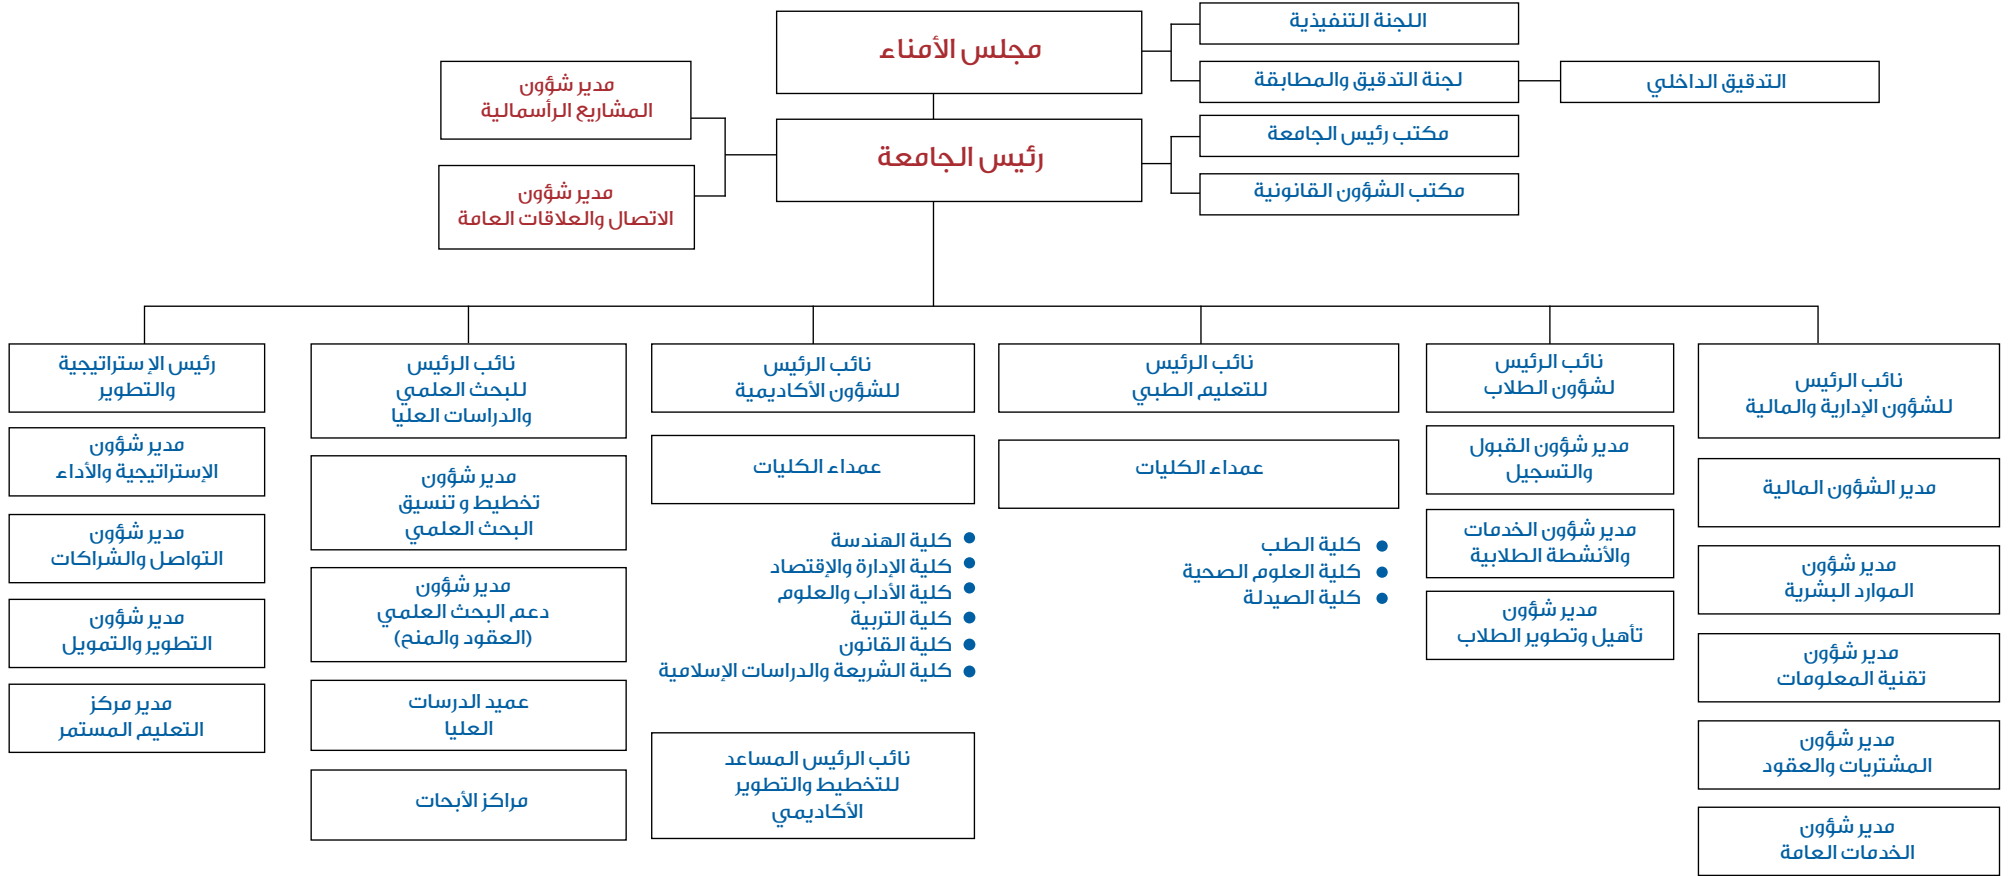 اللجنة التنفيذية
مجلس الأمناء
لجنة التدقيق والمطابقة
التدقيق الداخلي
مدير شؤون
المشاريع الرأسمالية
مكتب رئيس الجامعة
رئيس الجامعة
مكتب الشؤون القانونية
مدير شؤون
الاتصال والعلاقات العامة
نائب الرئيس
للشؤون الإدارية والمالية
مدير الشؤون المالية
مدير شؤون
الموارد البشرية
مدير شؤون
تقنية المعلومات
مدير شؤون
المشتريات والعقود
مدير شؤون
الخدمات العامة
نائب الرئيس
لشؤون الطلاب
مدير شؤون القبول
والتسجيل
مدير شؤون الخدمات
والأنشطة الطلابية
مدير شؤون
تأهيل وتطوير الطلاب
نائب الرئيس
للتعليم الطبي
عمداء الكليات
● كلية الطب
● كلية العلوم الصحية
● كلية الصيدلة
نائب الرئيس
للشؤون الأكاديمية
عمداء الكليات
● كلية الهندسة
● كلية الإدارة والإقتصاد
● كلية الأداب والعلوم
● كلية التربية
● كلية القانون
● كلية الشريعة والدراسات الإسلامية
نائب الرئيس المساعد
للتخطيط والتطوير
الأكاديمي
نائب الرئيس
للبحث العلمي
والدراسات العليا
مدير شؤون
تخطيط و تنسيق
البحث العلمي
مدير شؤون
دعم البحث العلمي
(العقود والمنح)
عميد الدرسات
العليا
مراكز الأبحات
رئيس الإستراتيجية
والتطوير
مدير شؤون
الإستراتيجية والأداء
مدير شؤون
التواصل والشراكات
مدير شؤون
التطوير والتمويل
مدير مركز
التعليم المستمر